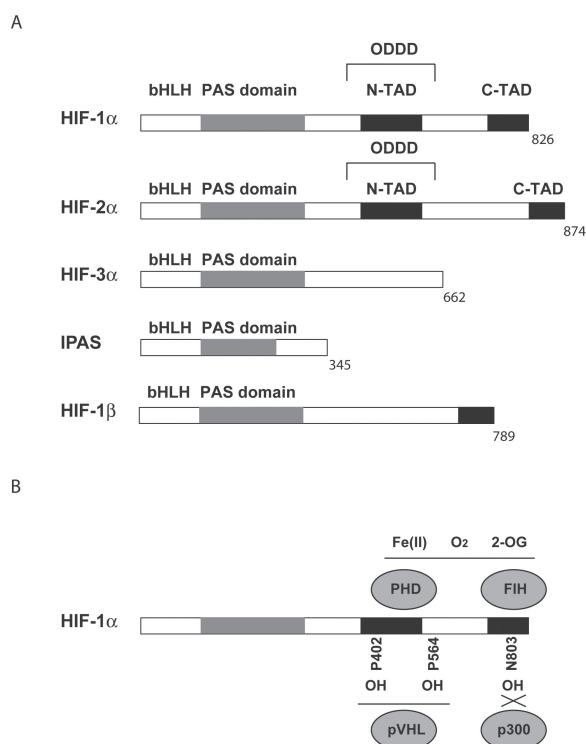 A
ODDD
bHLH PAS domain N-TAD C-TAD
HIF-1α
826
ODDD
bHLH PAS domain N-TAD C-TAD
HIF-2α
874
bHLH PAS domain
HIF-3α
662
bHLH PAS domain
IPAS
345
bHLH PAS domain
HIF-1β
789
B
Fe(II) O2 2-OG
PHD FIH
HIF-1α
P402 P564 N803
OH OH OH
pVHL p300